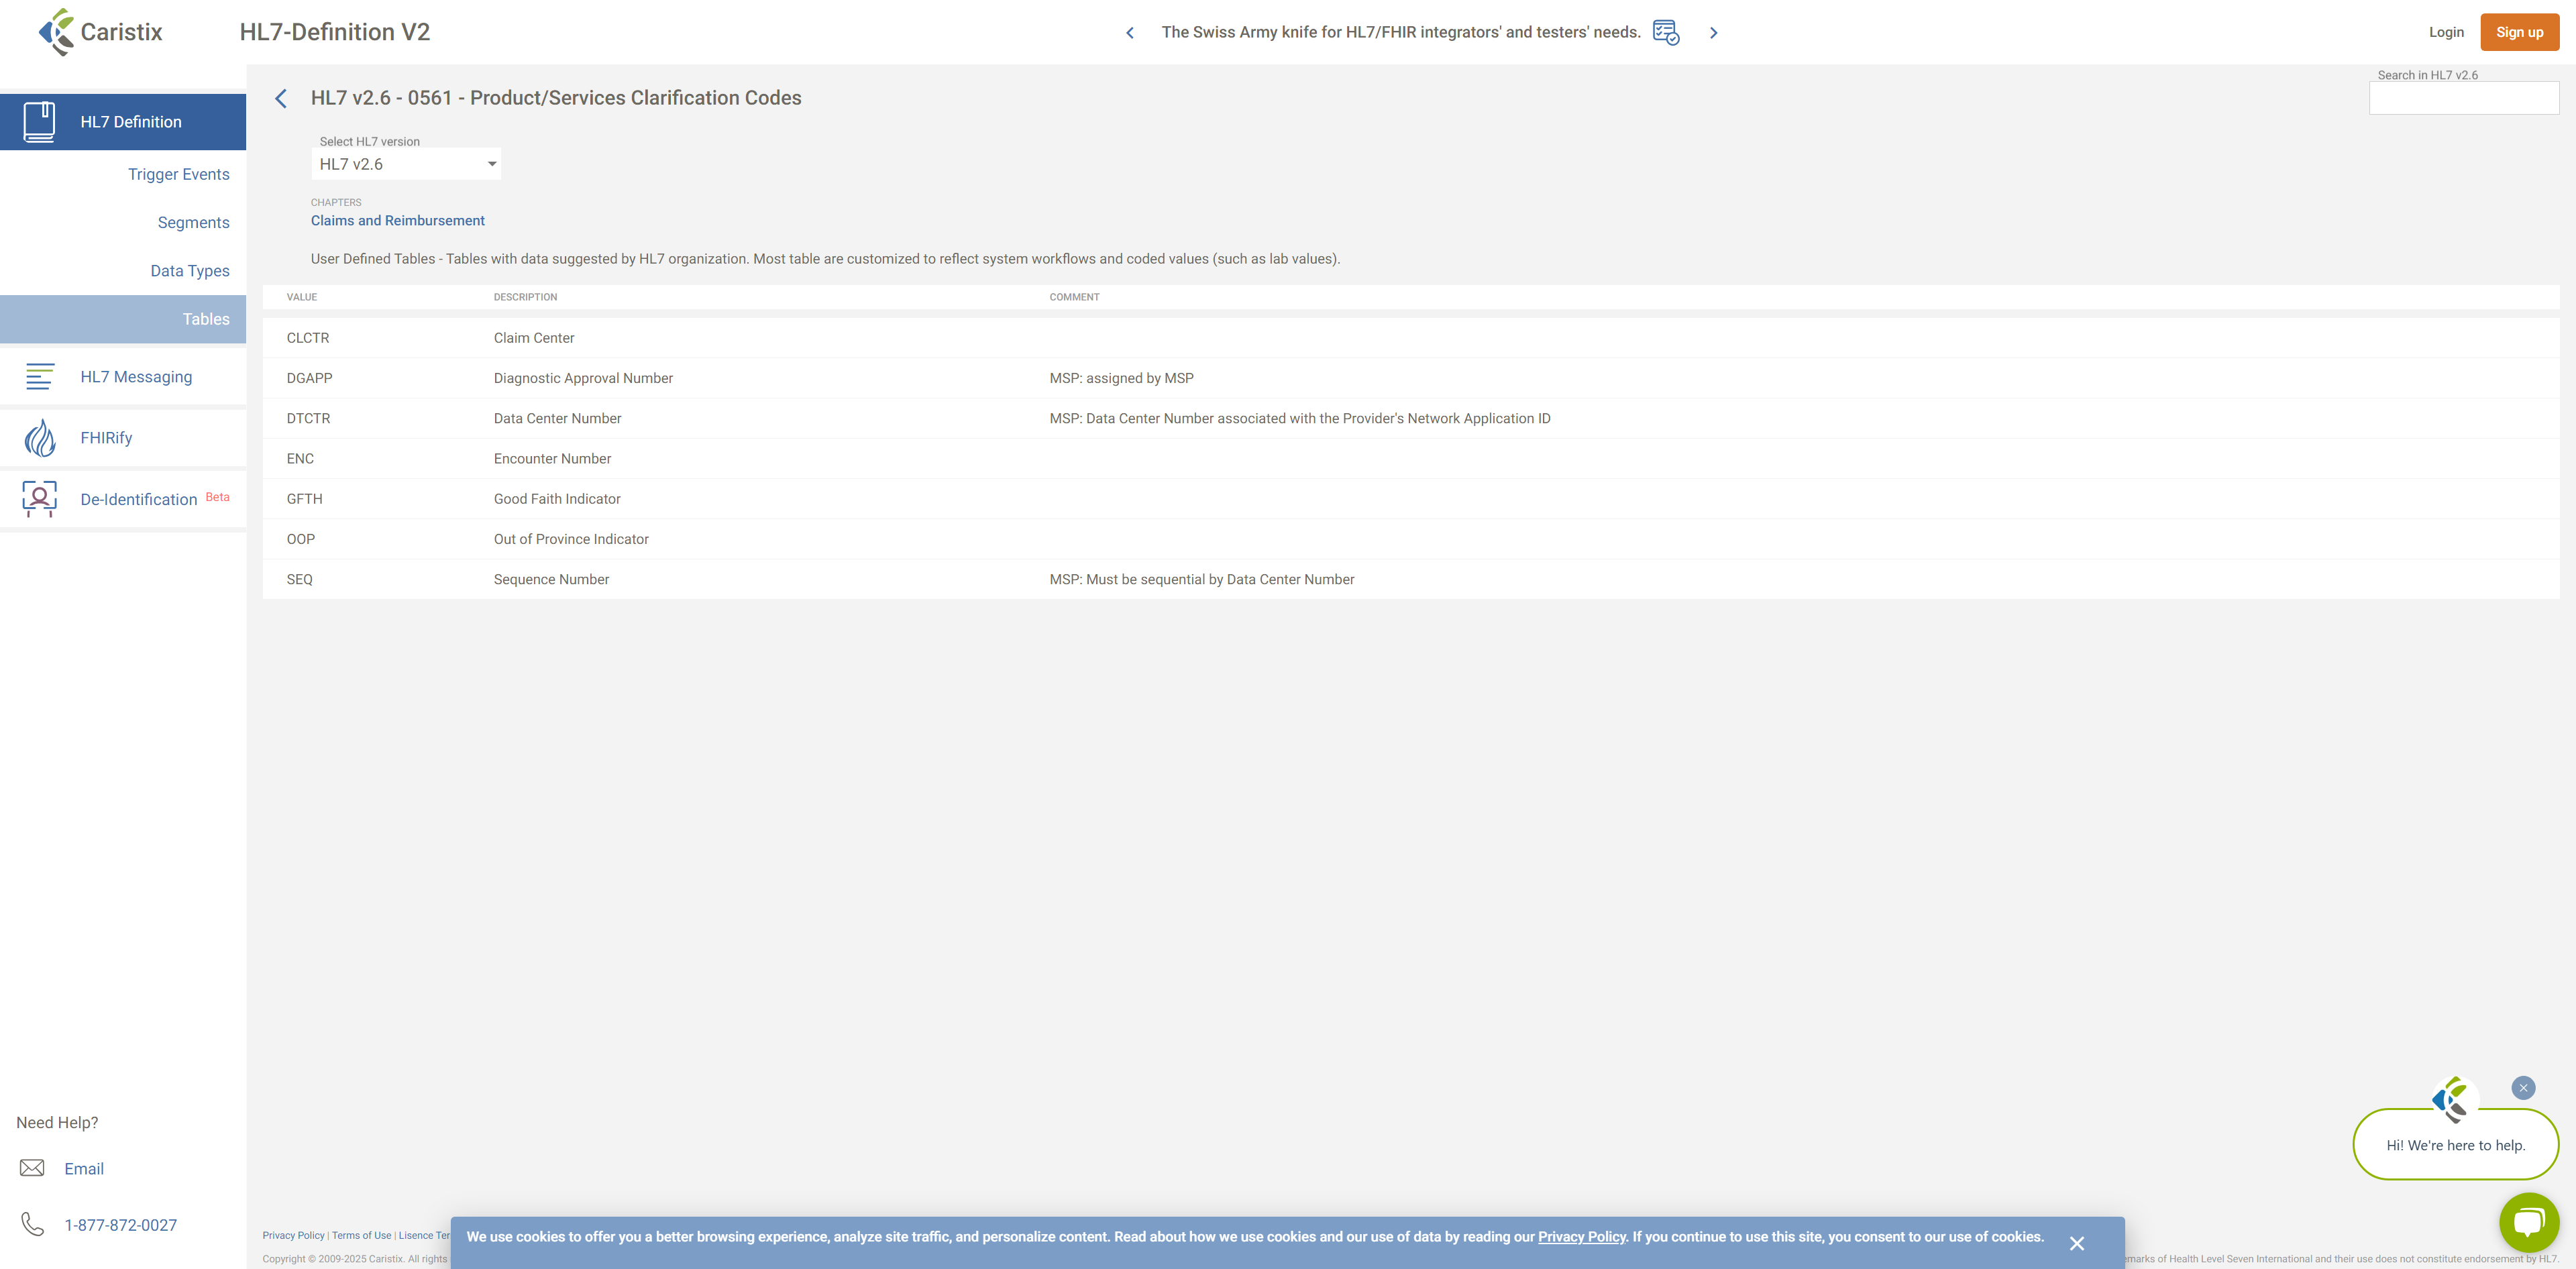 Caristix
HL7-Definition V2
The Swiss Army knife for HL7/FHIR integrators' and testers' needs.
Login
Sign up
HL7 Definition
Trigger Events
Segments
Data Types
Tables
HL7 Messaging
FHIRify
De-Identification Beta
Need Help?
Email
1-877-872-0027
HL7 v2.6 - 0561 - Product/Services Clarification Codes
Search in HL7 v2.6
Select HL7 version
HL7 v2.6
CHAPTERS
Claims and Reimbursement
User Defined Tables - Tables with data suggested by HL7 organization. Most table are customized to reflect system workflows and coded values (such as lab values).
VALUE DESCRIPTION COMMENT
CLCTR Claim Center
DGAPP Diagnostic Approval Number MSP: assigned by MSP
DTCTR Data Center Number MSP: Data Center Number associated with the Provider's Network Application ID
ENC Encounter Number
GFTH Good Faith Indicator
OOP Out of Province Indicator
SEQ Sequence Number MSP: Must be sequential by Data Center Number
Hi! We're here to help.
Privacy Policy | Terms of Use | Lisence Ter
We use cookies to offer you a better browsing experience, analyze site traffic, and personalize content. Read about how we use cookies and our use of data by reading our Privacy Policy. If you continue to use this site, you consent to our use of cookies.
Copyright © 2009-2025 Caristix. All rights
emarks of Health Level Seven International and their use does not constitute endorsement by HL7.